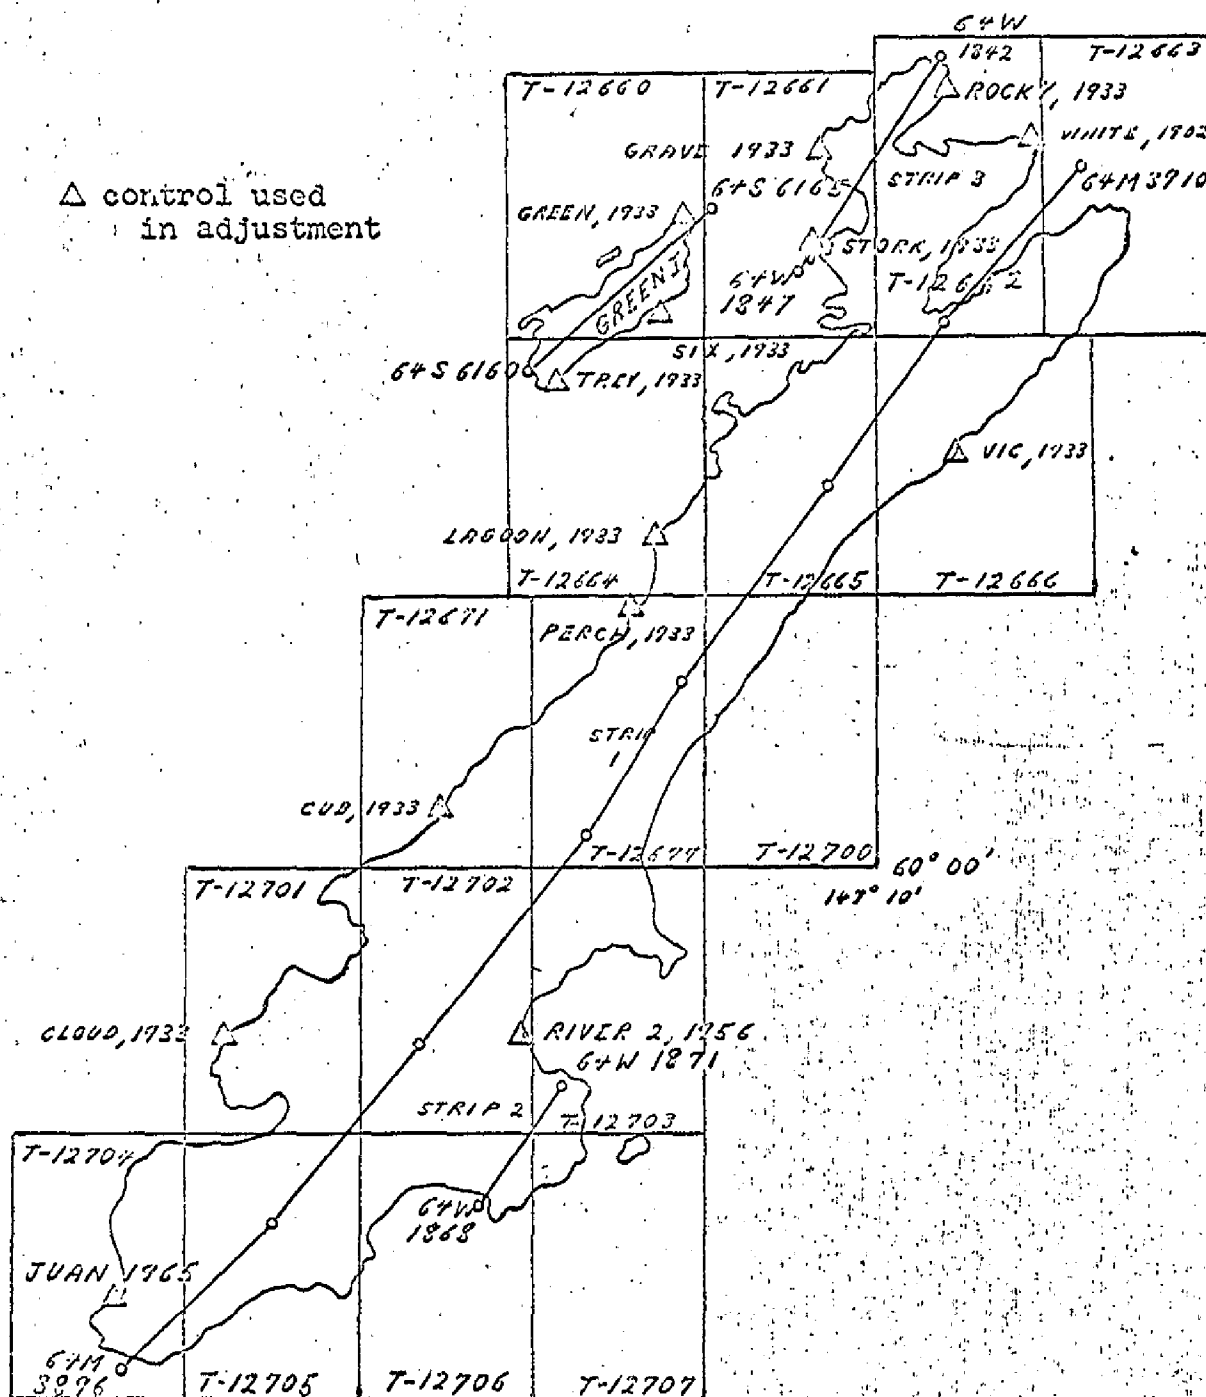 64W
1842
T-12663
T-12660
T-12661
ROCKY, 1933
GRAVE 1933
WHITE, 1902
△ control used
in adjustment
STRIP 3
64M 3910
64S 6165
GREEN, 1933
STORK, 1933
64W
1847
T-12662
GREEN I
SIX, 1933
64S 6160
TREY, 1933
VIC, 1933
LAGOON, 1933
T-12664
T-12665
T-12666
T-12671
PERCH, 1933
STRIP
1
CUD, 1933
T-12677
T-12700
60° 00'
147° 10'
T-12701
T-12702
CLOUD, 1933
RIVER 2, 1956
64W 1871
STRIP 2
T-12703
T-12704
64W
1868
JUAN 1965
64M
3896
T-12705
T-12706
T-12707